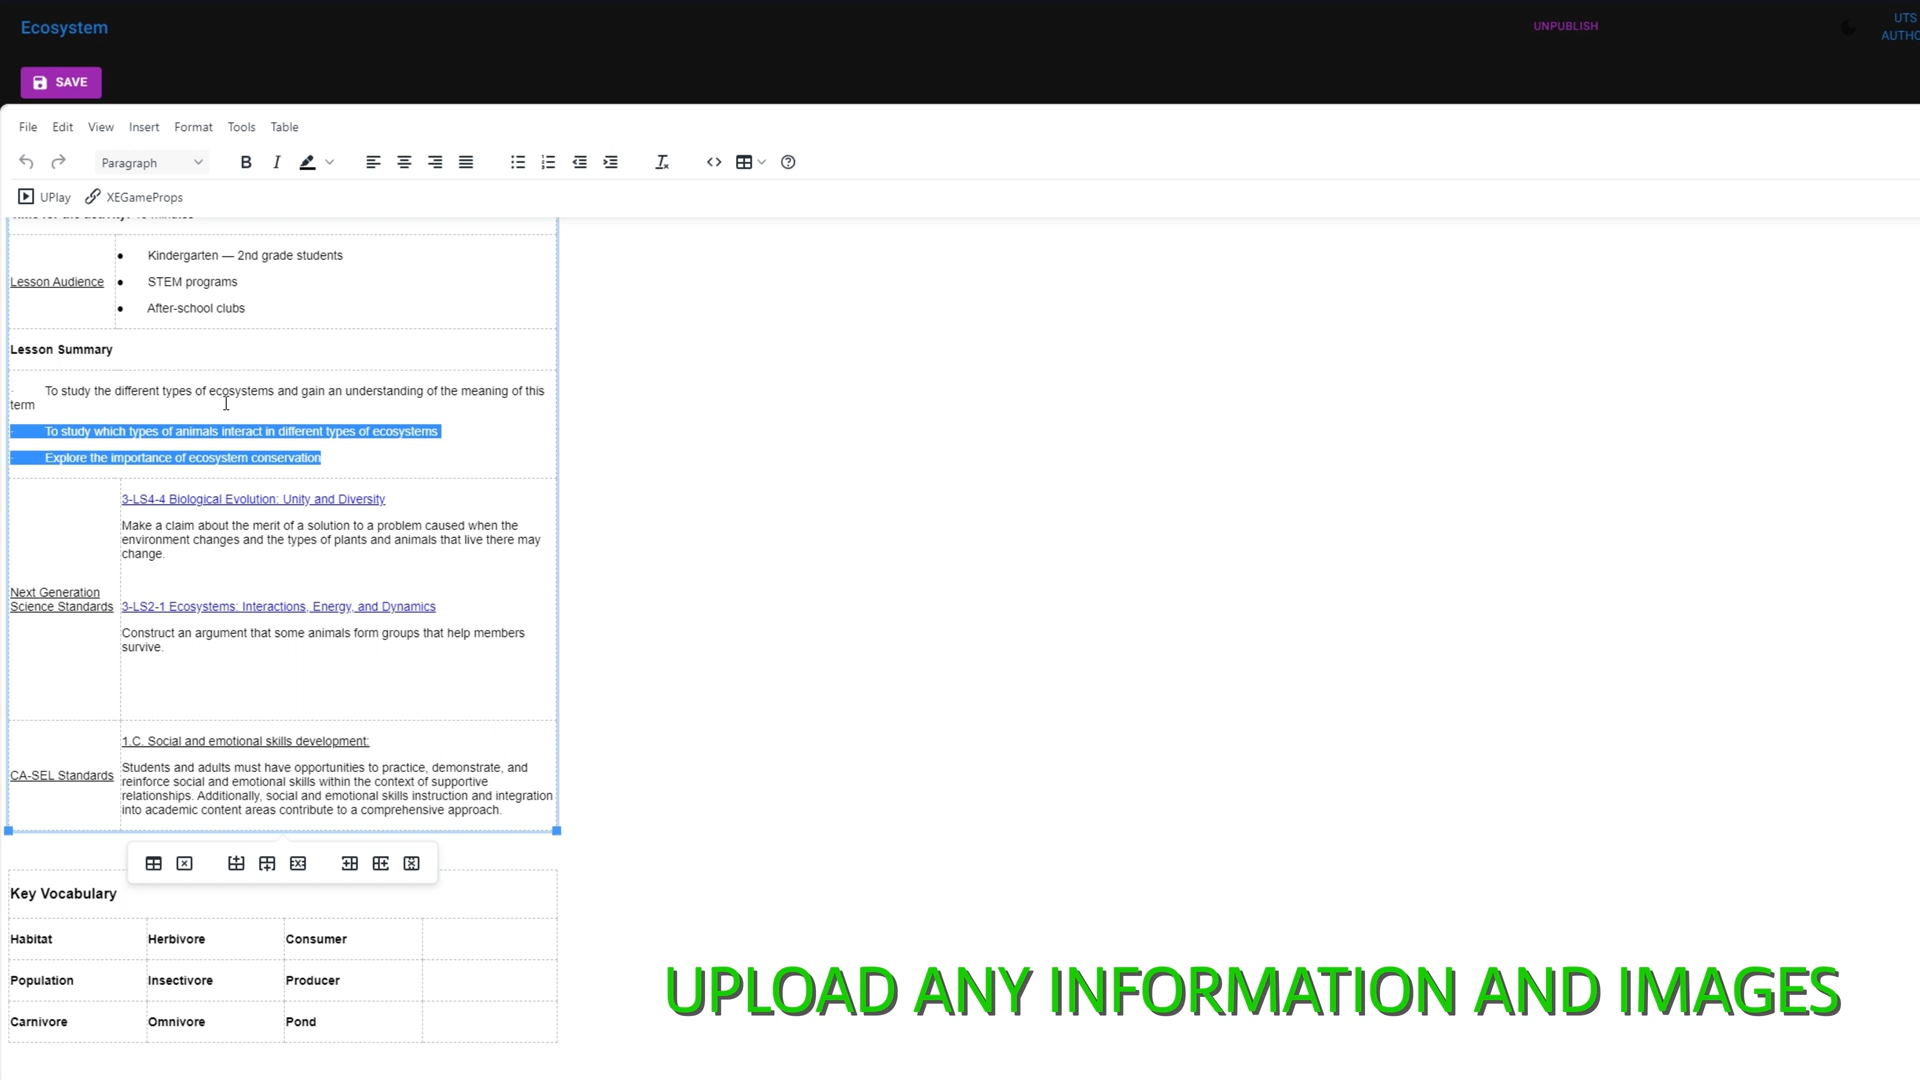 Ecosystem
UNPUBLISH
UTS
AUTHO
SAVE
File Edit View Insert Format Tools Table
Paragraph
UPlay XEGameProps
Lesson Audience
Kindergarten — 2nd grade students
STEM programs
After-school clubs
Lesson Summary
To study the different types of ecosystems and gain an understanding of the meaning of this
term
To study which types of animals interact in different types of ecosystems
Explore the importance of ecosystem conservation
Next Generation
Science Standards
3-LS4-4 Biological Evolution: Unity and Diversity
Make a claim about the merit of a solution to a problem caused when the
environment changes and the types of plants and animals that live there may
change.
3-LS2-1 Ecosystems: Interactions, Energy, and Dynamics
Construct an argument that some animals form groups that help members
survive.
CA-SEL Standards
1.C. Social and emotional skills development:
Students and adults must have opportunities to practice, demonstrate, and
reinforce social and emotional skills within the context of supportive
relationships. Additionally, social and emotional skills instruction and integration
into academic content areas contribute to a comprehensive approach.
Key Vocabulary
Habitat Herbivore Consumer
Population Insectivore Producer
Carnivore Omnivore Pond
UPLOAD ANY INFORMATION AND IMAGES